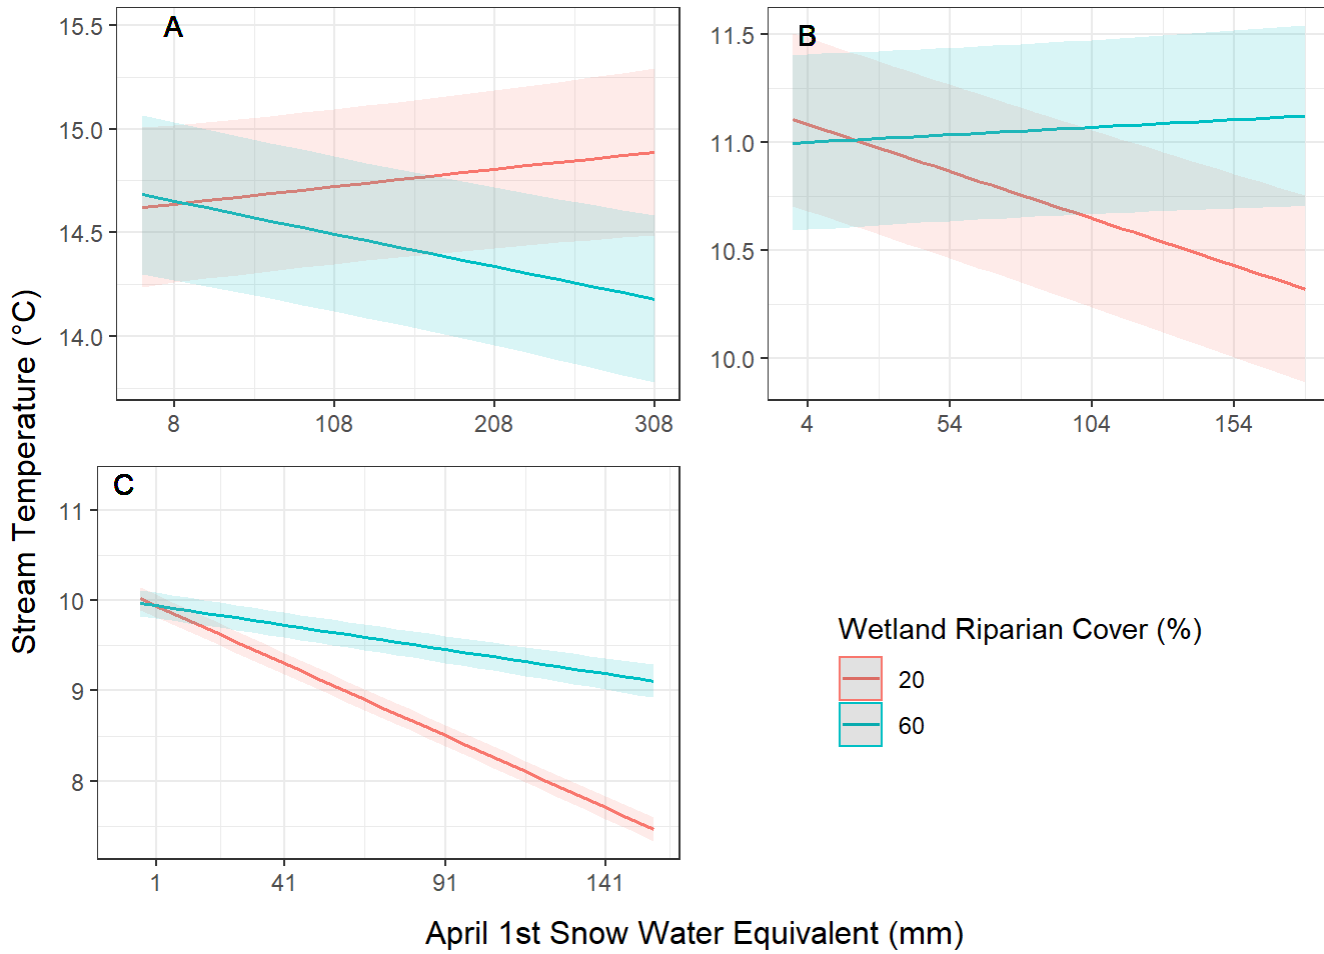 A
15.5
15.0
14.5
14.0
8 108 208 308
B
11.5
11.0
10.5
10.0
4 54 104 154
Stream Temperature (°C)
C
11
10
9
8
1 41 91 141
Wetland Riparian Cover (%)
20
60
April 1st Snow Water Equivalent (mm)